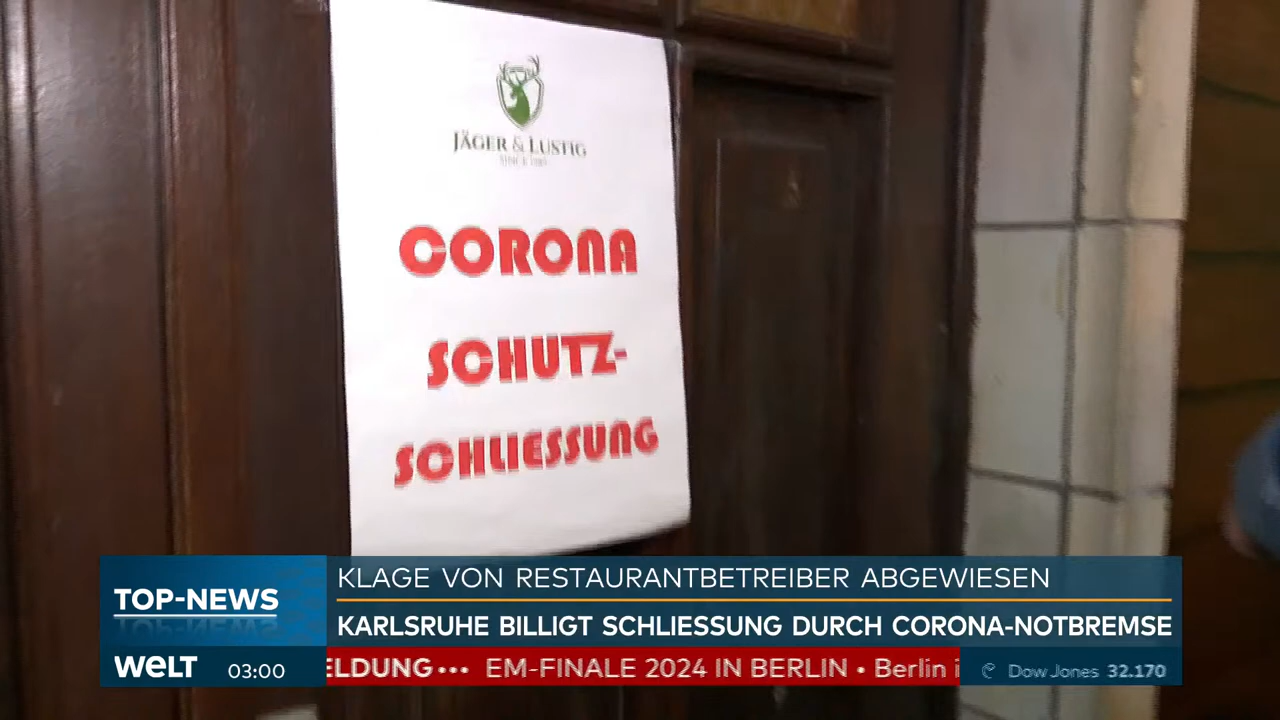 JÄGER & LUSTIG
CORONA
SCHUTZ-
SCHLIESSUNG
TOP-NEWS
KLAGE VON RESTAURANTBETREIBER ABGEWIESEN
KARLSRUHE BILLIGT SCHLIESSUNG DURCH CORONA-NOTBREMSE
WELT 03:00 ELDUNG ••• EM-FINALE 2024 IN BERLIN • Berlin Dow Jones 32.170